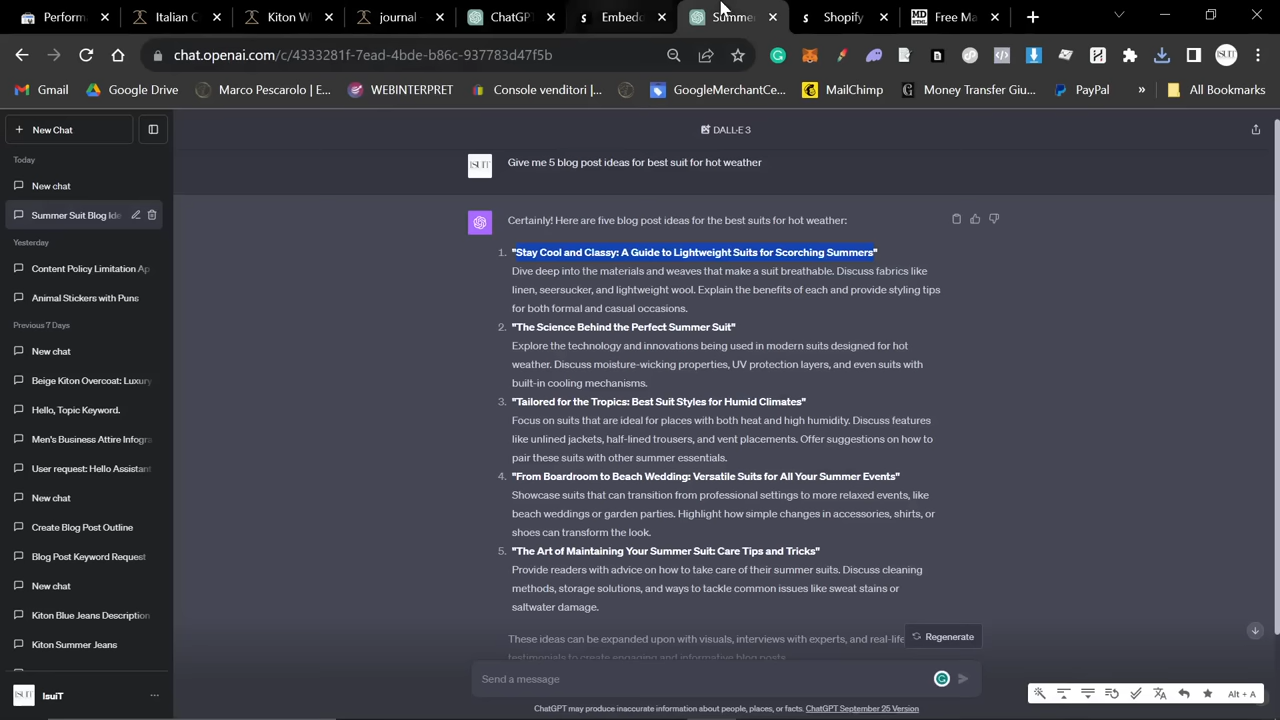 Perform
Italian C
Kiton W
journal -
ChatGPT
Embed
Summe
Shopify
Free Ma
chat.openai.com/c/4333281f-7ead-4bde-b86c-937783d47f5b
Gmail
Google Drive
Marco Pescarolo | E...
WEBINTERPRET
Console venditori |...
GoogleMerchantCe...
MailChimp
Money Transfer Giu...
PayPal
»
All Bookmarks
New Chat
DALL·E 3
Today
New chat
Summer Suit Blog Ide
Yesterday
Content Policy Limitation Ap
Animal Stickers with Puns
Previous 7 Days
New chat
Beige Kiton Overcoat: Luxury
Hello, Topic Keyword.
Men's Business Attire Infogra
User request: Hello Assistant
New chat
Create Blog Post Outline
Blog Post Keyword Request
New chat
Kiton Blue Jeans Description
Kiton Summer Jeans
IsuiT
ISUIT
Give me 5 blog post ideas for best suit for hot weather
Certainly! Here are five blog post ideas for the best suits for hot weather:
1. "Stay Cool and Classy: A Guide to Lightweight Suits for Scorching Summers"
Dive deep into the materials and weaves that make a suit breathable. Discuss fabrics like
linen, seersucker, and lightweight wool. Explain the benefits of each and provide styling tips
for both formal and casual occasions.
2. "The Science Behind the Perfect Summer Suit"
Explore the technology and innovations being used in modern suits designed for hot
weather. Discuss moisture-wicking properties, UV protection layers, and even suits with
built-in cooling mechanisms.
3. "Tailored for the Tropics: Best Suit Styles for Humid Climates"
Focus on suits that are ideal for places with both heat and high humidity. Discuss features
like unlined jackets, half-lined trousers, and vent placements. Offer suggestions on how to
pair these suits with other summer essentials.
4. "From Boardroom to Beach Wedding: Versatile Suits for All Your Summer Events"
Showcase suits that can transition from professional settings to more relaxed events, like
beach weddings or garden parties. Highlight how simple changes in accessories, shirts, or
shoes can transform the look.
5. "The Art of Maintaining Your Summer Suit: Care Tips and Tricks"
Provide readers with advice on how to take care of their summer suits. Discuss cleaning
methods, storage solutions, and ways to tackle common issues like sweat stains or
saltwater damage.
These ideas can be expanded upon with visuals, interviews with experts, and real-life
testimonials to create engaging and informative blog posts.
Regenerate
Send a message
Alt + A
ChatGPT may produce inaccurate information about people, places, or facts. ChatGPT September 25 Version